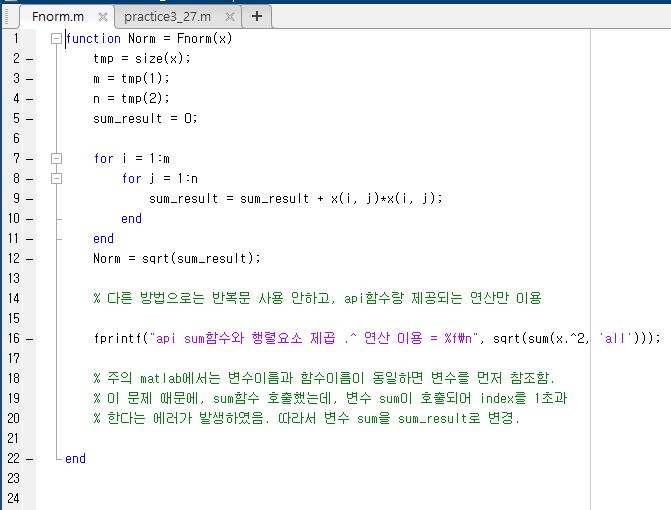 Fnorm.m × practice3_27.m × +
1 function Norm = Fnorm(x)
2 – tmp = size(x);
3 – m = tmp(1);
4 – n = tmp(2);
5 – sum_result = 0;
6
7 – for i = 1:m
8 – for j = 1:n
9 – sum_result = sum_result + x(i, j)*x(i, j);
10 – end
11 – end
12 – Norm = sqrt(sum_result);
13
14 % 다른 방법으로는 반복문 사용 안하고, api함수랑 제공되는 연산만 이용
15
16 – fprintf("api sum함수와 행렬요소 제곱 .^ 연산 이용 = %f₩n", sqrt(sum(x.^2, 'all')));
17
18 % 주의 matlab에서는 변수이름과 함수이름이 동일하면 변수를 먼저 참조함.
19 % 이 문제 때문에, sum함수 호출했는데, 변수 sum이 호출되어 index를 1초과
20 % 한다는 에러가 발생하였음. 따라서 변수 sum을 sum_result로 변경.
21
22 – end
23
24